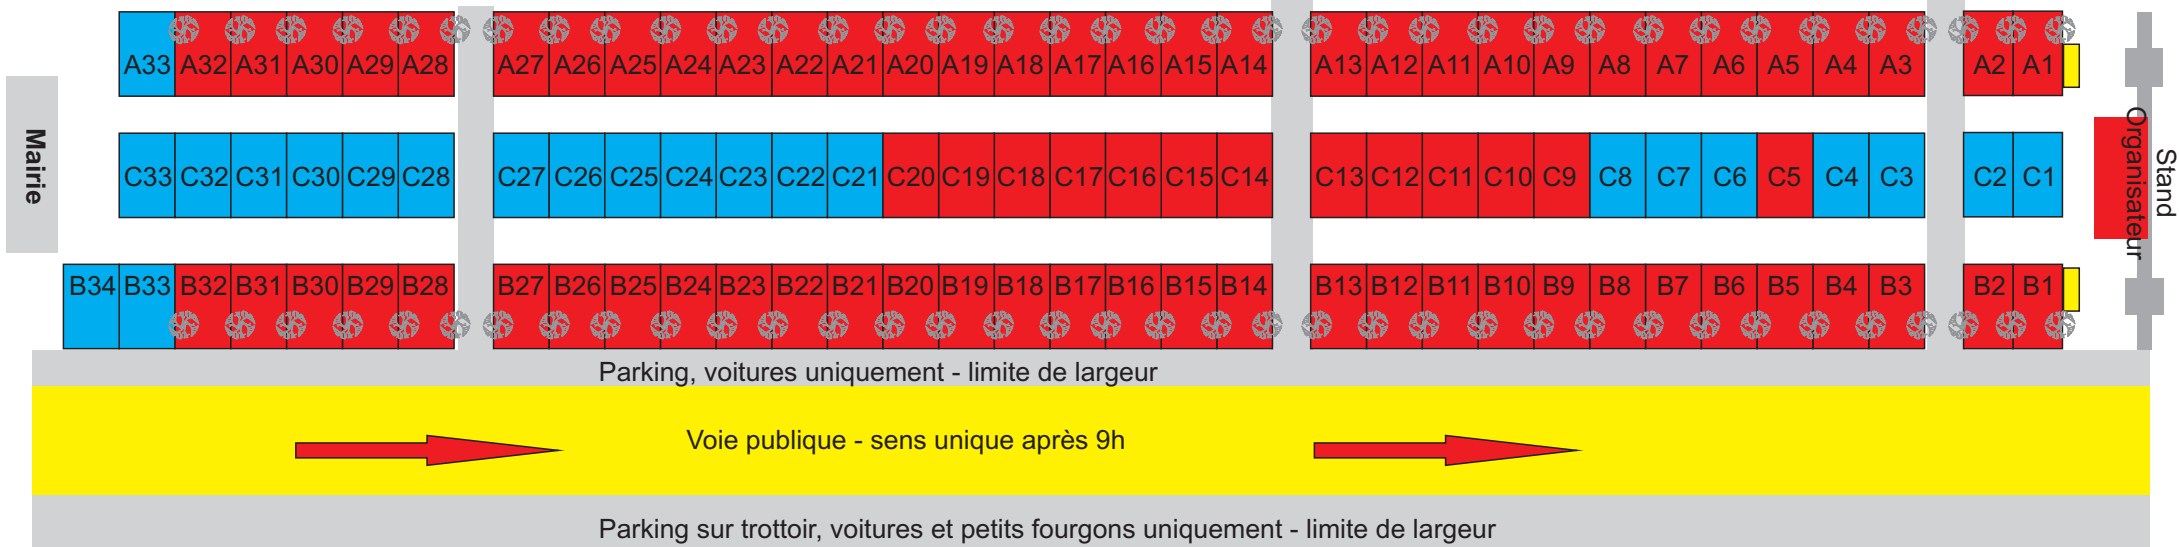 A33 A32 A31 A30 A29 A28 A27 A26 A25 A24 A23 A22 A21 A20 A19 A18 A17 A16 A15 A14 A13 A12 A11 A10 A9 A8 A7 A6 A5 A4 A3 A2 A1
Mairie
C33 C32 C31 C30 C29 C28 C27 C26 C25 C24 C23 C22 C21 C20 C19 C18 C17 C16 C15 C14 C13 C12 C11 C10 C9 C8 C7 C6 C5 C4 C3 C2 C1
Stand
Organisateur
B34 B33 B32 B31 B30 B29 B28 B27 B26 B25 B24 B23 B22 B21 B20 B19 B18 B17 B16 B15 B14 B13 B12 B11 B10 B9 B8 B7 B6 B5 B4 B3 B2 B1
Parking, voitures uniquement - limite de largeur
Voie publique - sens unique après 9h
Parking sur trottoir, voitures et petits fourgons uniquement - limite de largeur